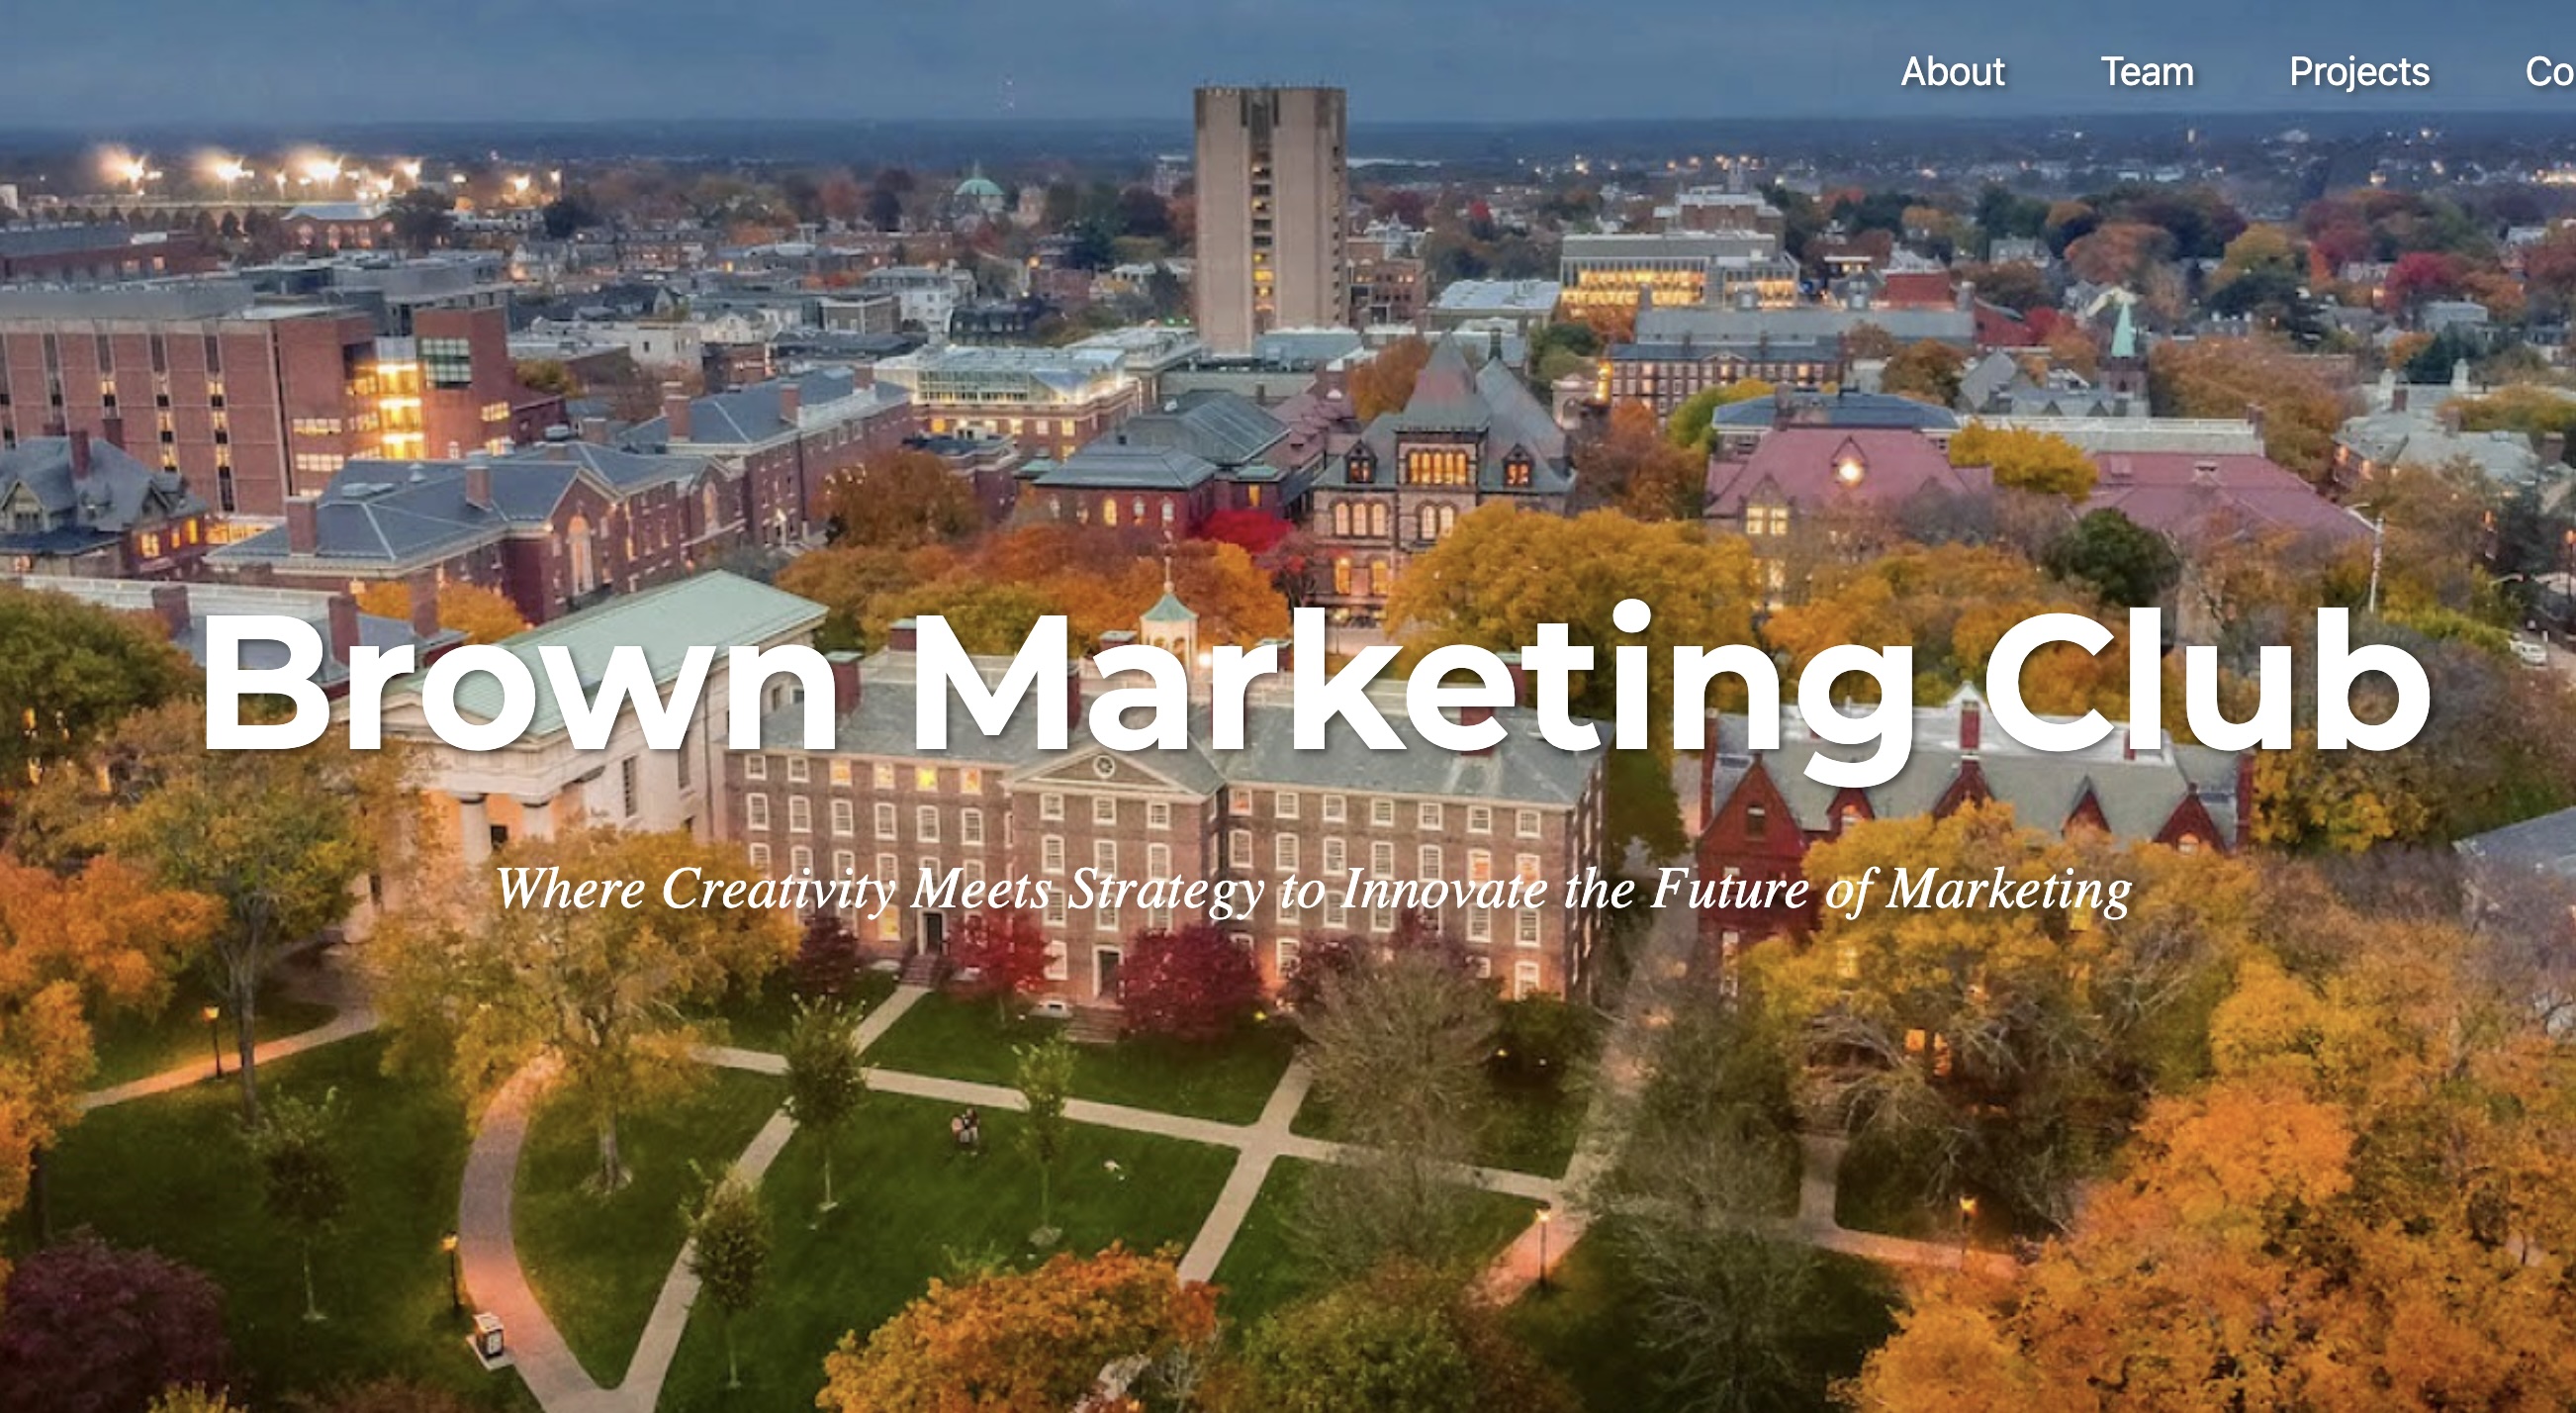 About Team Projects Co
Brown Marketing Club
Where Creativity Meets Strategy to Innovate the Future of Marketing